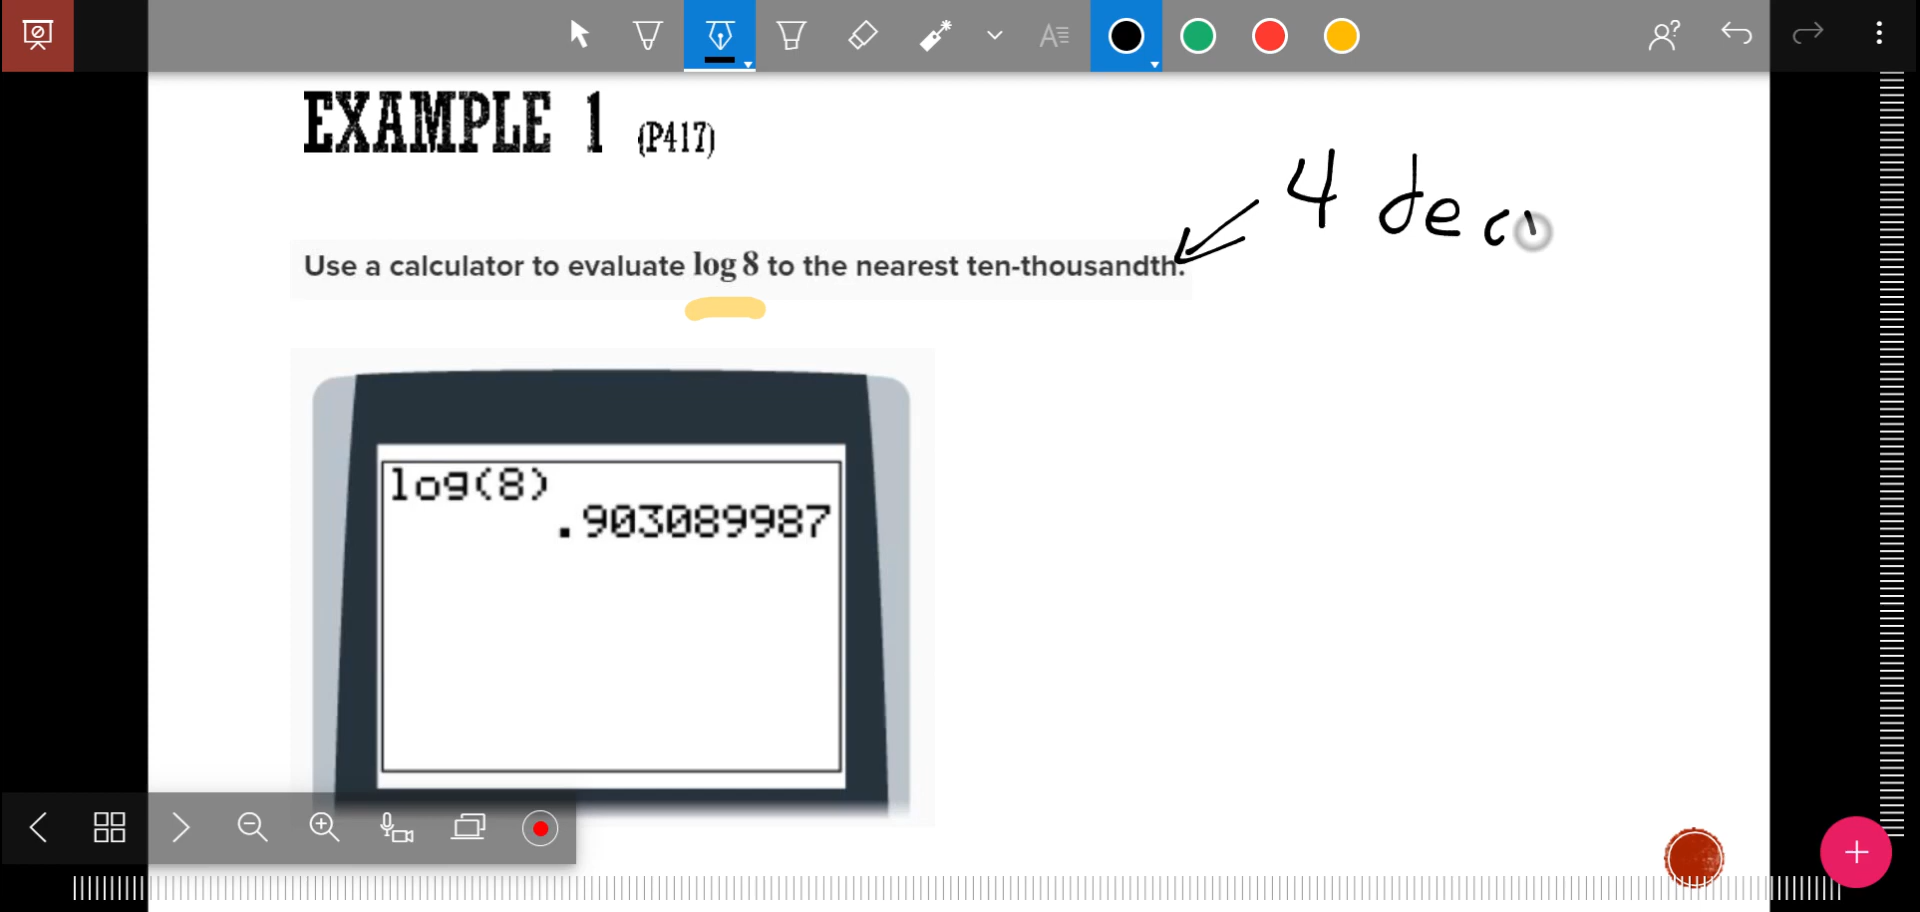 EXAMPLE 1 (P417)
4 dec
Use a calculator to evaluate log 8 to the nearest ten-thousandth.
log(8)
.903089987